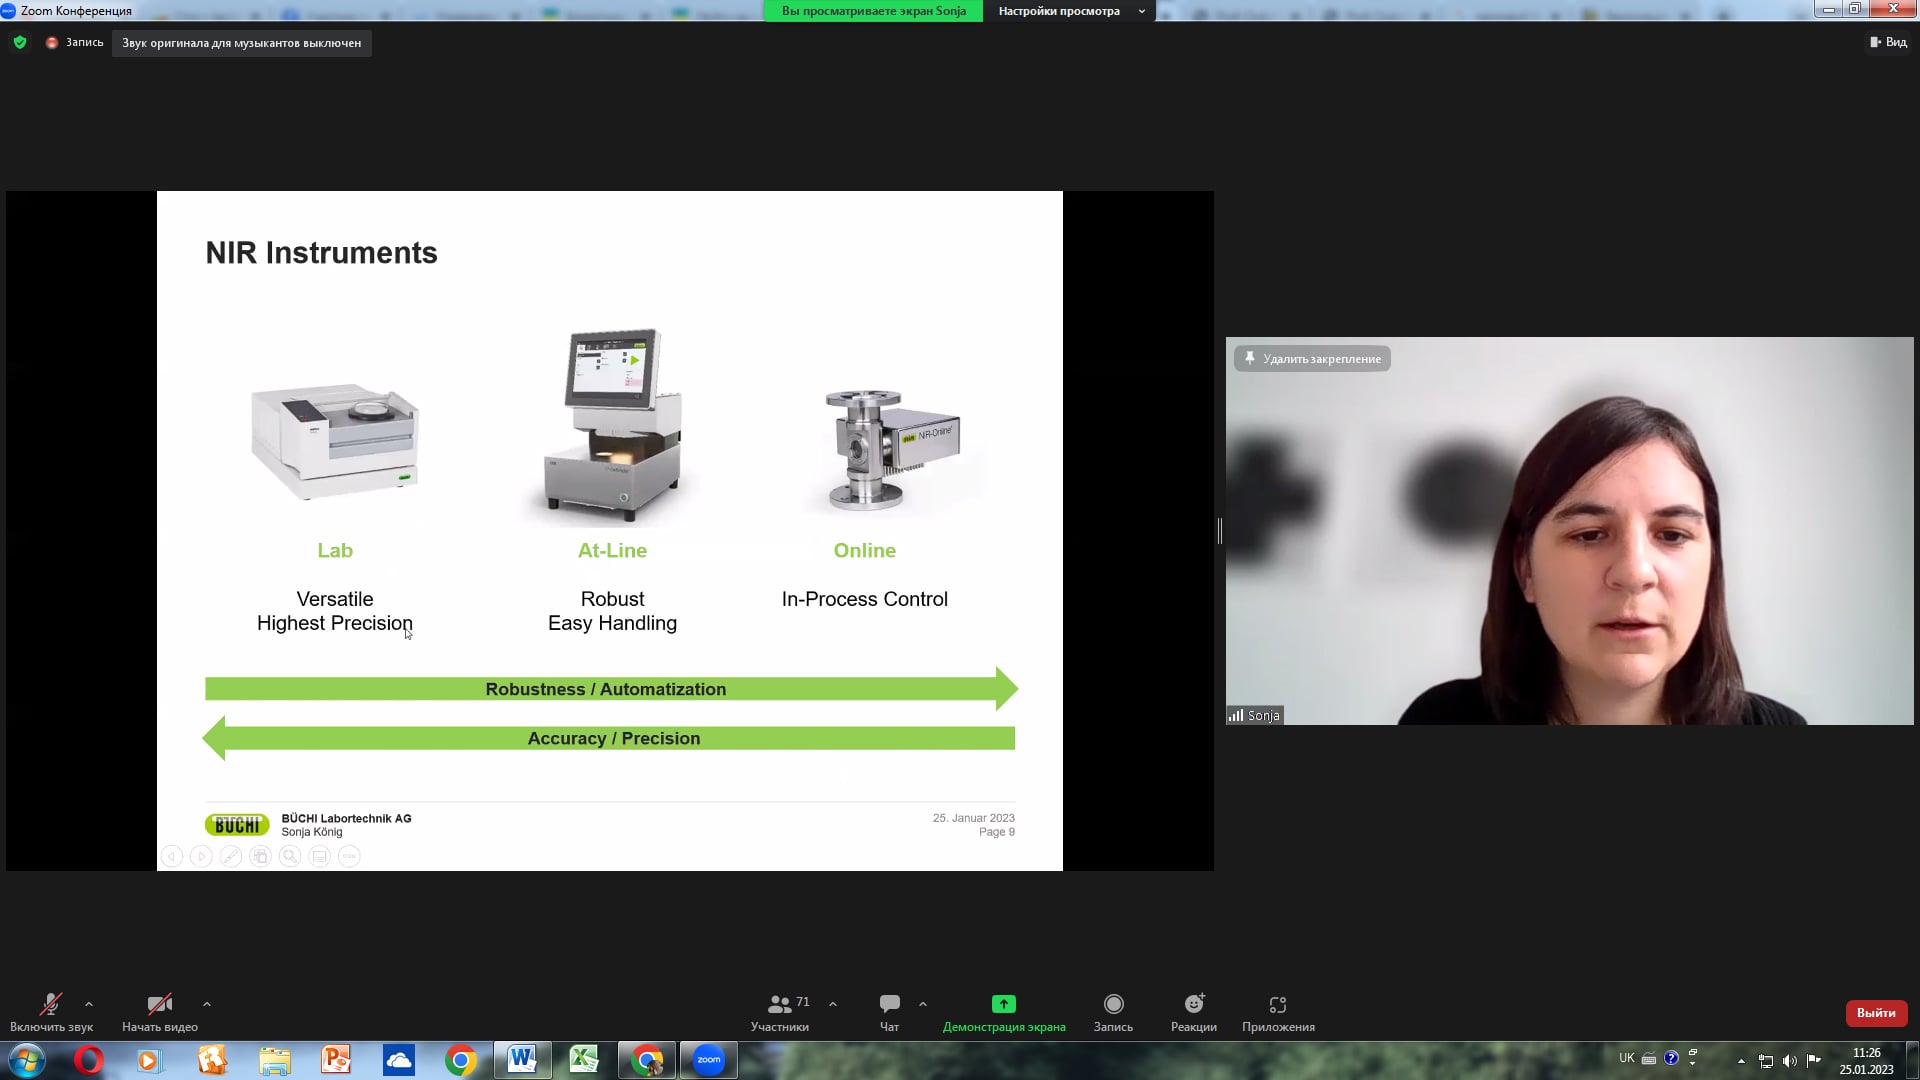 Zoom Конференция
Вы просматриваете экран Sonja
Настройки просмотра
Запись
Звук оригинала для музыкантов выключен
Вид
NIR Instruments
NIR-Online
Lab
At-Line
Online
Versatile
Highest Precision
Robust
Easy Handling
In-Process Control
Robustness / Automatization
Accuracy / Precision
BÜCHI
BÜCHI Labortechnik AG
Sonja König
25. Januar 2023
Page 9
Удалить закрепление
Sonja
Включить звук
Начать видео
71
Участники
Чат
Демонстрация экрана
Запись
Реакции
Приложения
Выйти
zoom
UK
11:26
25.01.2023